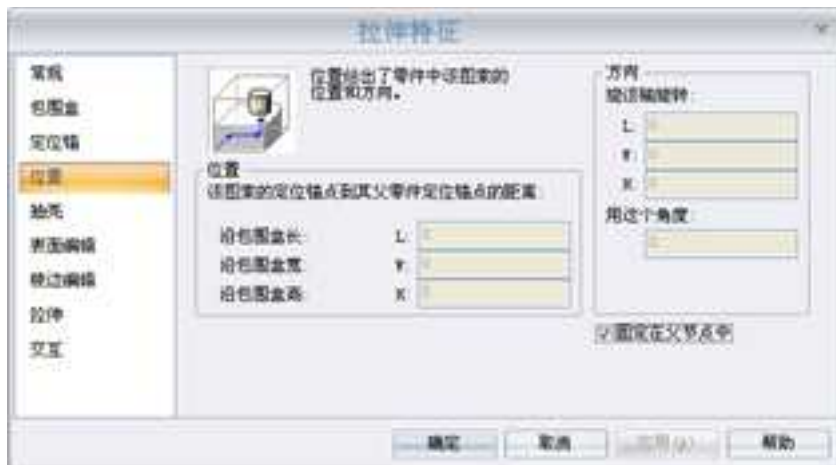 拉伸特征
常规
包围盒
定位锚
位置
抽壳
表面编辑
棱边编辑
拉伸
交互
位置给出了零件中该图素的
位置和方向。
位置
该图素的定位锚点到其父零件定位锚点的距离:
沿包围盒长: L:
沿包围盒宽: W:
沿包围盒高: H:
方向
绕该轴旋转:
L:
W:
H:
用这个角度:
固定在父节点中
确定
取消
应用(A)
帮助